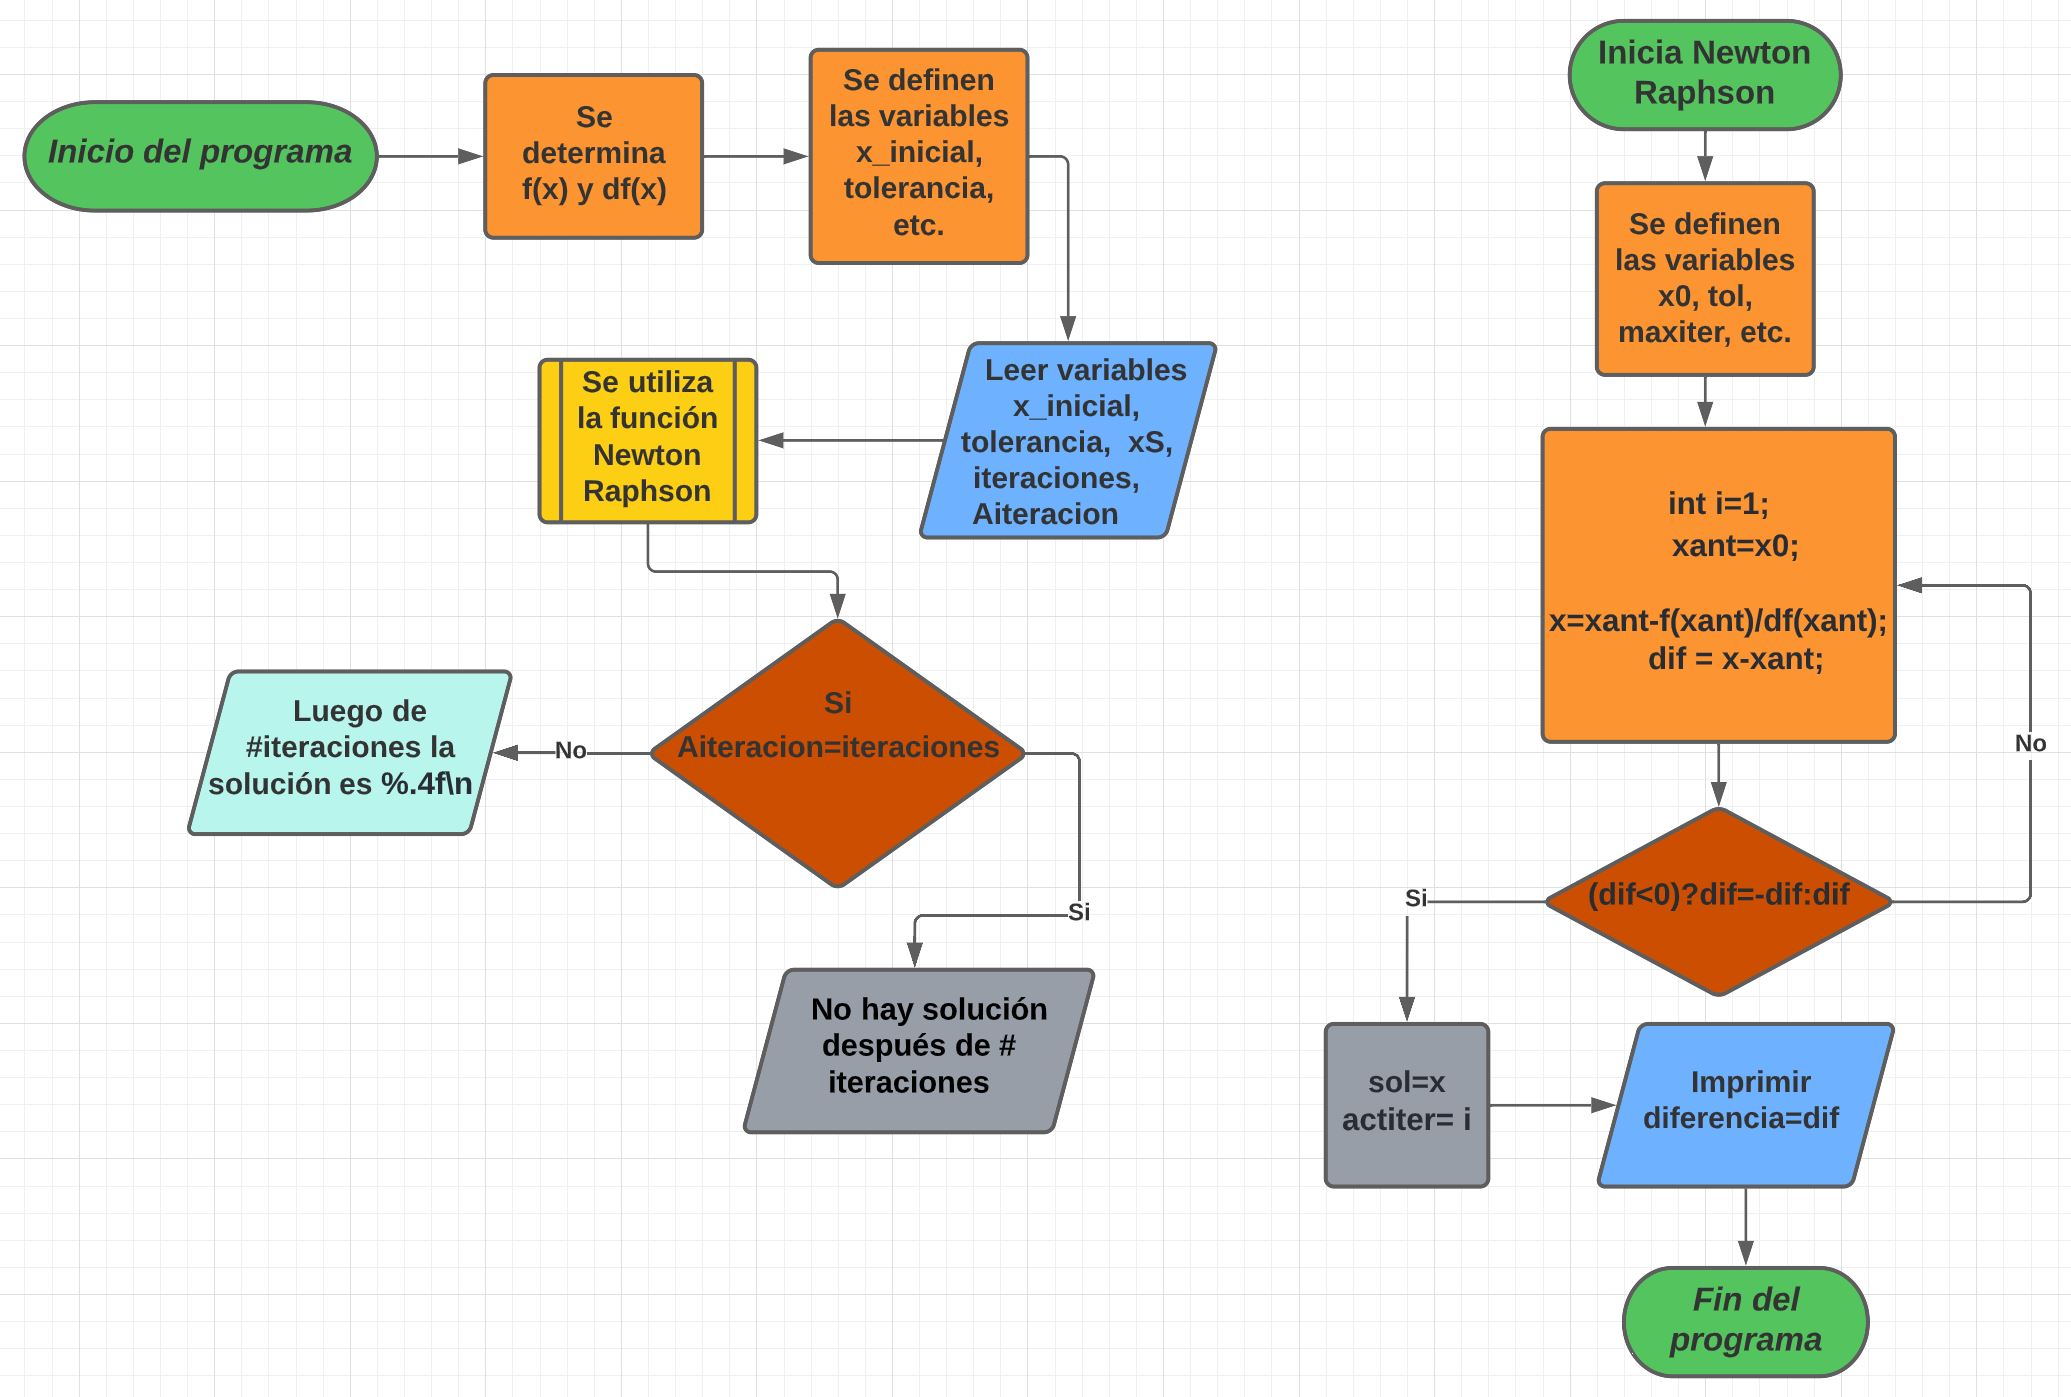 Inicio del programa
Se
determina
f(x) y df(x)
Se definen
las variables
x_inicial,
tolerancia,
etc.
Leer variables
x_inicial,
tolerancia,  xS,
iteraciones,
Aiteracion
Se utiliza
la función
Newton
Raphson
Si
Aiteracion=iteraciones
No
Luego de
#iteraciones la
solución es %.4f\n
Si
No hay solución
después de #
iteraciones
Inicia Newton
Raphson
Se definen
las variables
x0, tol,
maxiter, etc.
int i=1;
xant=x0;
x=xant-f(xant)/df(xant);
dif = x-xant;
No
(dif<0)?dif=-dif:dif
Si
sol=x
actiter= i
Imprimir
diferencia=dif
Fin del
programa